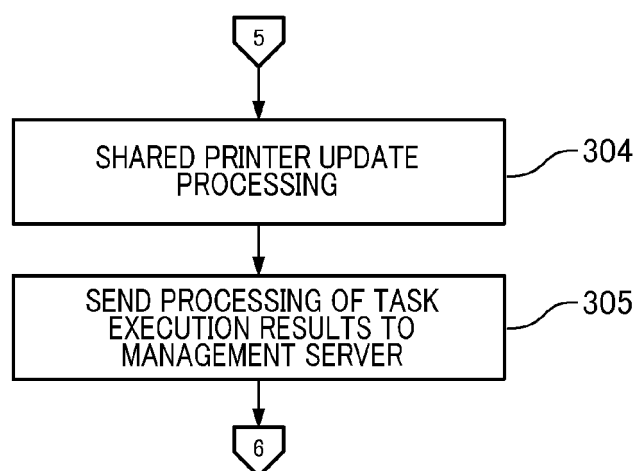 5
SHARED PRINTER UPDATE
PROCESSING
304
SEND PROCESSING OF TASK
EXECUTION RESULTS TO
MANAGEMENT SERVER
305
6